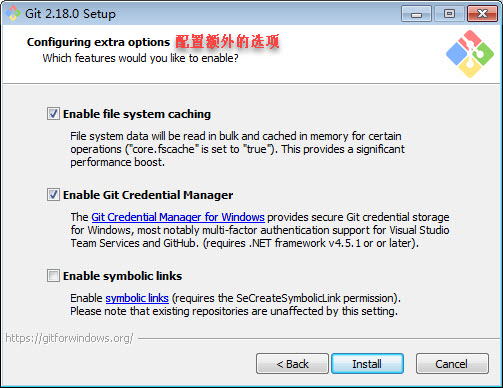 Git 2.18.0 Setup
Configuring extra options 配置额外的选项
Which features would you like to enable?
Enable file system caching
File system data will be read in bulk and cached in memory for certain
operations ("core.fscache" is set to "true"). This provides a significant
performance boost.
Enable Git Credential Manager
The Git Credential Manager for Windows provides secure Git credential storage
for Windows, most notably multi-factor authentication support for Visual Studio
Team Services and GitHub. (requires .NET framework v4.5.1 or or later).
Enable symbolic links
Enable symbolic links (requires the SeCreateSymbolicLink permission).
Please note that existing repositories are unaffected by this setting.
https://gitforwindows.org/
< Back Install Cancel